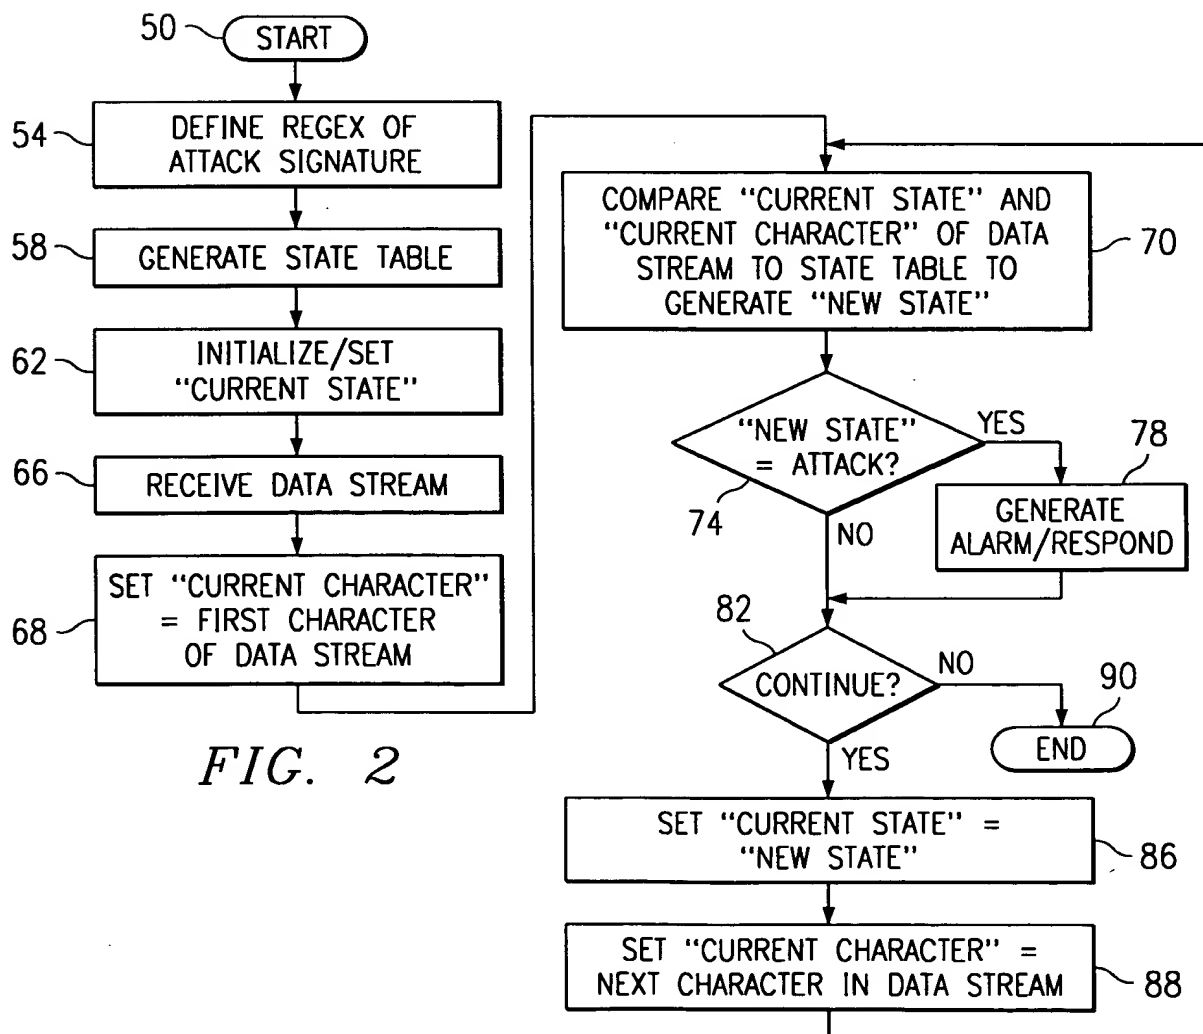 50
START
54
DEFINE REGEX OF
ATTACK SIGNATURE
58
GENERATE STATE TABLE
62
INITIALIZE/SET
"CURRENT STATE"
66
RECEIVE DATA STREAM
68
SET "CURRENT CHARACTER"
= FIRST CHARACTER
OF DATA STREAM
COMPARE "CURRENT STATE" AND
"CURRENT CHARACTER" OF DATA
STREAM TO STATE TABLE TO
GENERATE "NEW STATE"
70
"NEW STATE"
= ATTACK?
74
YES
NO
78
GENERATE
ALARM/RESPOND
82
CONTINUE?
NO
YES
90
END
SET "CURRENT STATE" =
"NEW STATE"
86
SET "CURRENT CHARACTER" =
NEXT CHARACTER IN DATA STREAM
88
FIG. 2